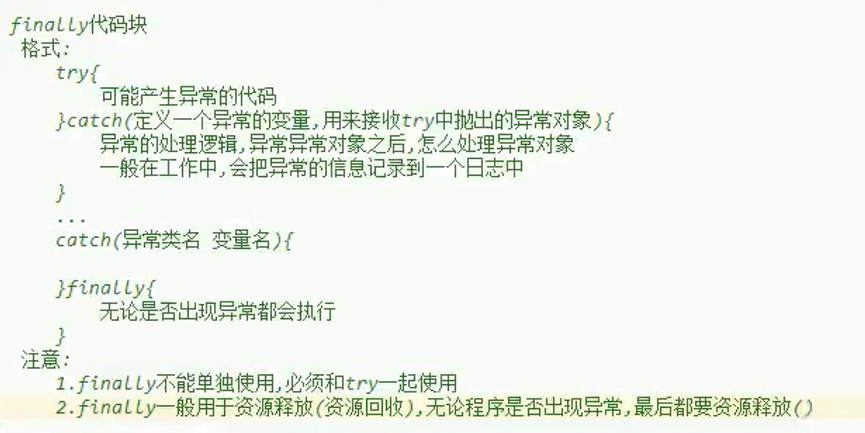 finally代码块
格式:
try{
可能产生异常的代码
}catch(定义一个异常的变量,用来接收try中抛出的异常对象){
异常的处理逻辑,异常异常对象之后,怎么处理异常对象
一般在工作中,会把异常的信息记录到一个日志中
}
...
catch(异常类名 变量名){
}finally{
无论是否出现异常都会执行
}
注意:
1.finally不能单独使用,必须和try一起使用
2.finally一般用于资源释放(资源回收),无论程序是否出现异常,最后都要资源释放()